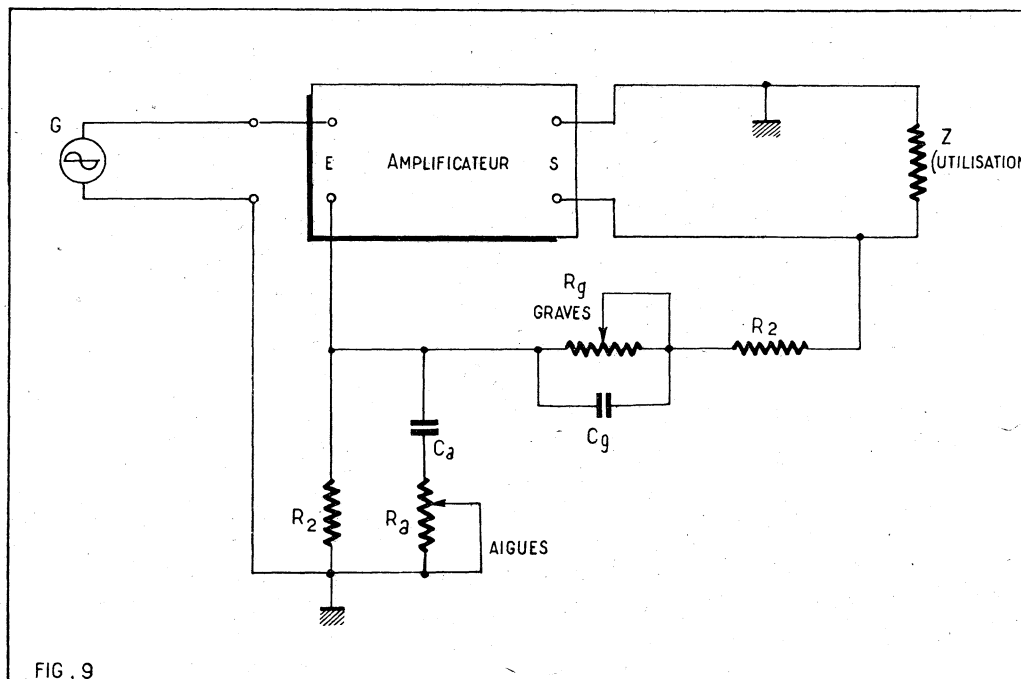 G
E
AMPLIFICATEUR
S
Z
(UTILISATION
Rg
GRAVES
R2
Cg
Ca
R2
Ra
AIGUES
FIG. 9